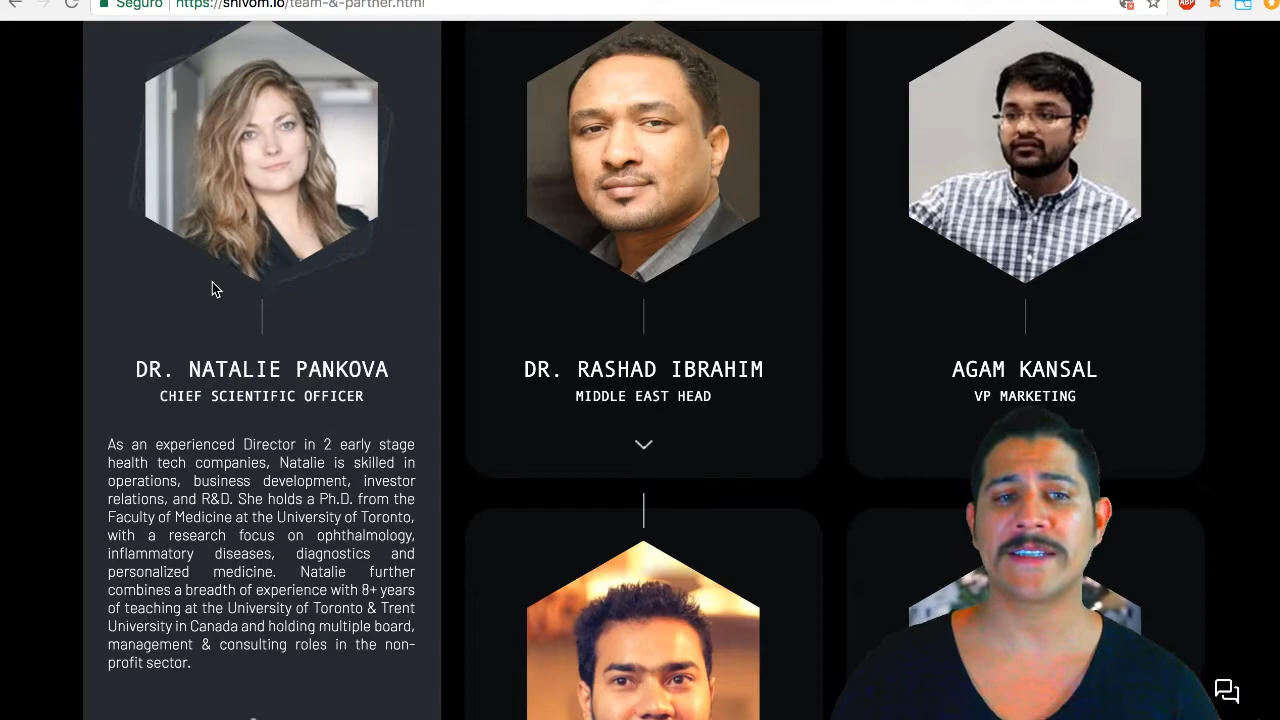 Seguro https://shivom.io/team-&-partner.html
ABP
DR. NATALIE PANKOVA
CHIEF SCIENTIFIC OFFICER
As an experienced Director in 2 early stage
health tech companies, Natalie is skilled in
operations, business development, investor
relations, and R&D. She holds a Ph.D. from the
Faculty of Medicine at the University of Toronto,
with a research focus on ophthalmology,
inflammatory diseases, diagnostics and
personalized medicine. Natalie further
combines a breadth of experience with 8+ years
of teaching at the University of Toronto & Trent
University in Canada and holding multiple board,
management & consulting roles in the non-
profit sector.
DR. RASHAD IBRAHIM
MIDDLE EAST HEAD
AGAM KANSAL
VP MARKETING